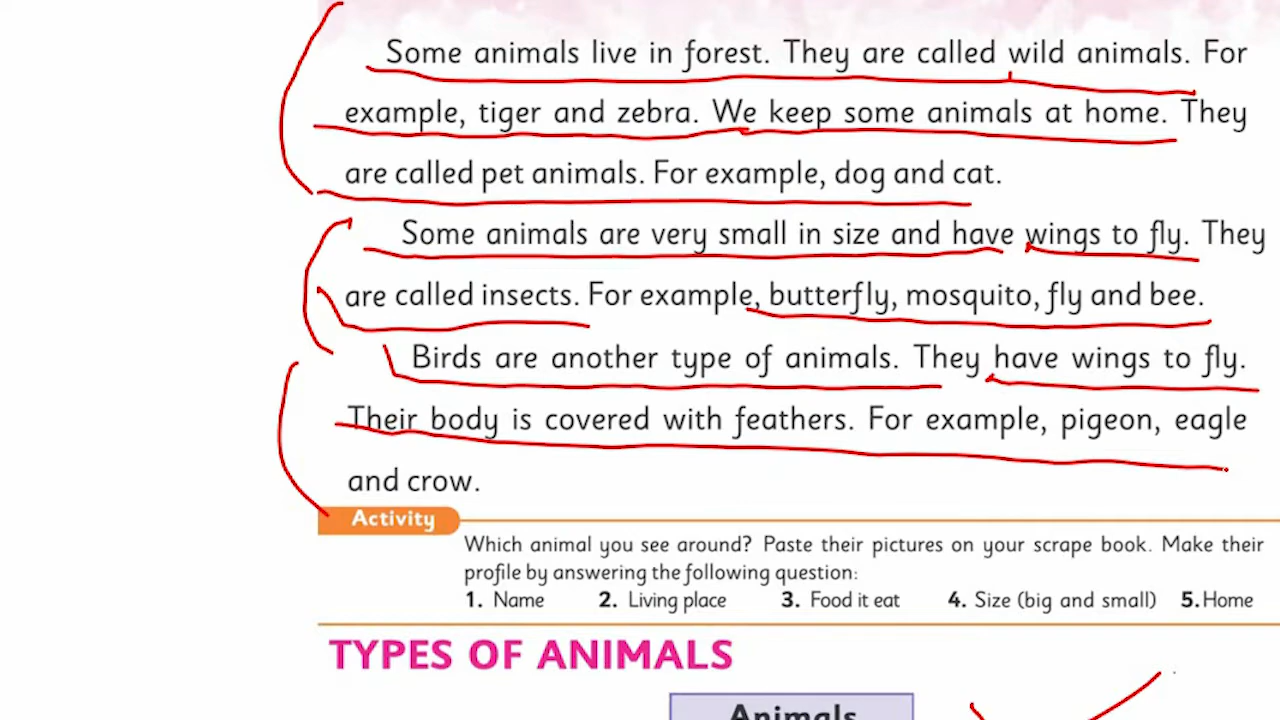 Some animals live in forest. They are called wild animals. For
example, tiger and zebra. We keep some animals at home. They
are called pet animals. For example, dog and cat.
Some animals are very small in size and have wings to fly. They
are called insects. For example, butterfly, mosquito, fly and bee.
Birds are another type of animals. They have wings to fly.
Their body is covered with feathers. For example, pigeon, eagle
and crow.
Activity
Which animal you see around? Paste their pictures on your scrape book. Make their
profile by answering the following question:
1. Name 2. Living place 3. Food it eat 4. Size (big and small) 5. Home
TYPES OF ANIMALS
Animals